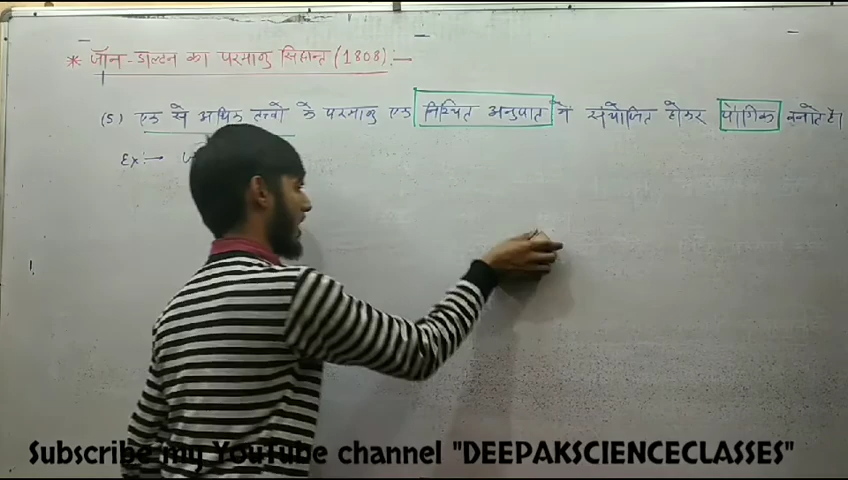 * जॉन-डाल्टन का परमाणु सिद्धान्त (1808):-
(5) एक से अधिक तत्वों के परमाणु एक निश्चित अनुपात में संयोजित होकर यौगिक बनाते है।
Ex:-
Subscribe my YouTube channel "DEEPAKSCIENCECLASSES"